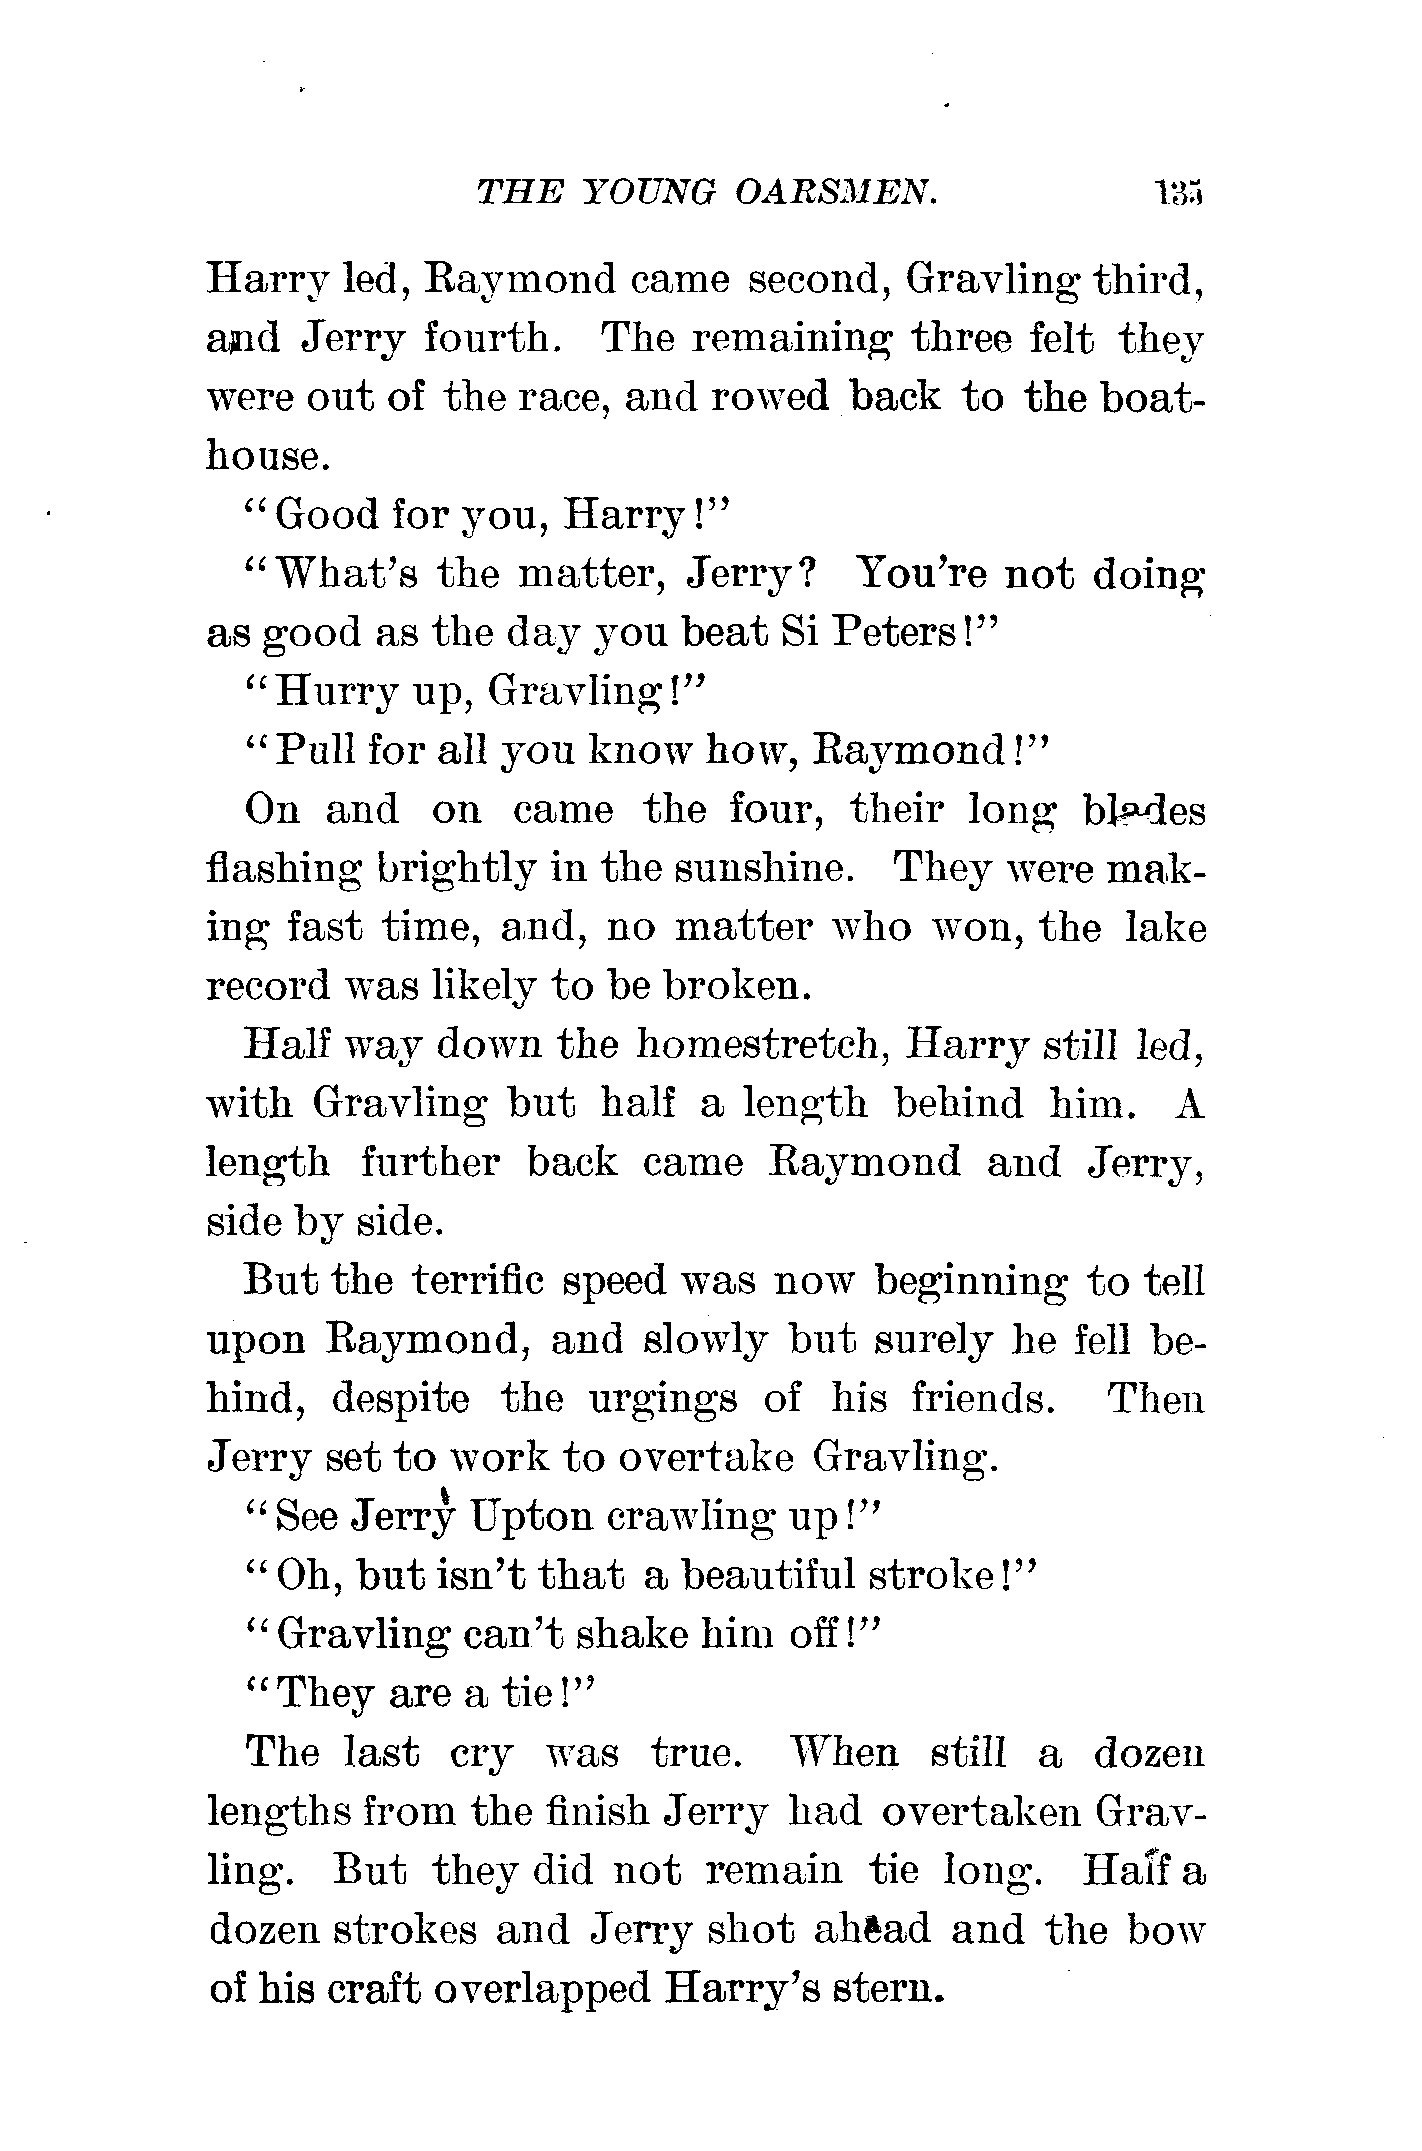 THE YOUNG OARSMEN. 135
Harry led, Raymond came second, Gravling third,
and Jerry fourth. The remaining three felt they
were out of the race, and rowed back to the boat-
house.
“Good for you, Harry!”
“What’s the matter, Jerry? You’re not doing
as good as the day you beat Si Peters!”
“Hurry up, Gravling!”
“Pull for all you know how, Raymond!”
On and on came the four, their long blades
flashing brightly in the sunshine. They were mak-
ing fast time, and, no matter who won, the lake
record was likely to be broken.
Half way down the homestretch, Harry still led,
with Gravling but half a length behind him. A
length further back came Raymond and Jerry,
side by side.
But the terrific speed was now beginning to tell
upon Raymond, and slowly but surely he fell be-
hind, despite the urgings of his friends. Then
Jerry set to work to overtake Gravling.
“See Jerry Upton crawling up!”
“Oh, but isn’t that a beautiful stroke!”
“Gravling can’t shake him off!”
“They are a tie!”
The last cry was true. When still a dozen
lengths from the finish Jerry had overtaken Grav-
ling. But they did not remain tie long. Half a
dozen strokes and Jerry shot ahead and the bow
of his craft overlapped Harry’s stern.